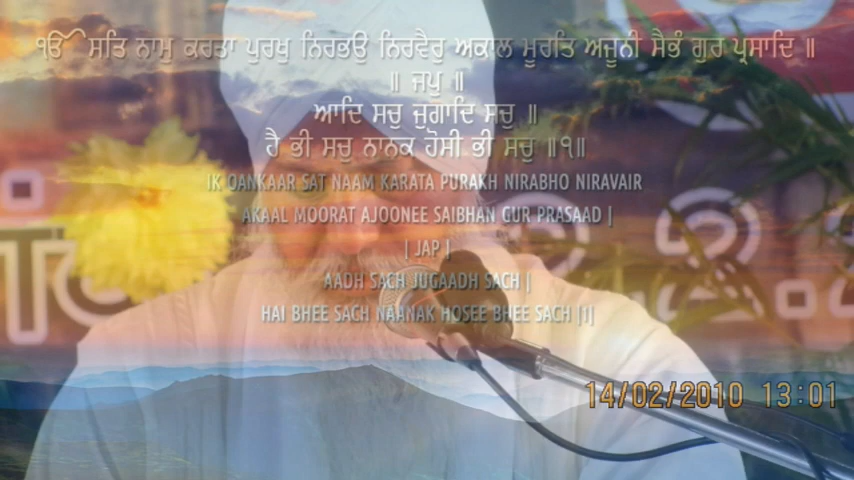 ੴ ਸਤਿ ਨਾਮੁ ਕਰਤਾ ਪੁਰਖੁ ਨਿਰਭਉ ਨਿਰਵੈਰੁ ਅਕਾਲ ਮੂਰਤਿ ਅਜੂਨੀ ਸੈਭੰ ਗੁਰ ਪ੍ਰਸਾਦਿ ॥
॥ ਜਪੁ ॥
ਆਦਿ ਸਚੁ ਜੁਗਾਦਿ ਸਚੁ ॥
ਹੈ ਭੀ ਸਚੁ ਨਾਨਕ ਹੋਸੀ ਭੀ ਸਚੁ ॥੧॥
IK OANKAAR SAT NAAM KARATA PURAKH NIRABHO NIRAVAIR
AKAAL MOORAT AJOONEE SAIBHAN GUR PRASAAD |
| JAP |
AADH SACH JUGAADH SACH |
HAI BHEE SACH NAANAK HOSEE BHEE SACH |1|
14/02/2010 13:01